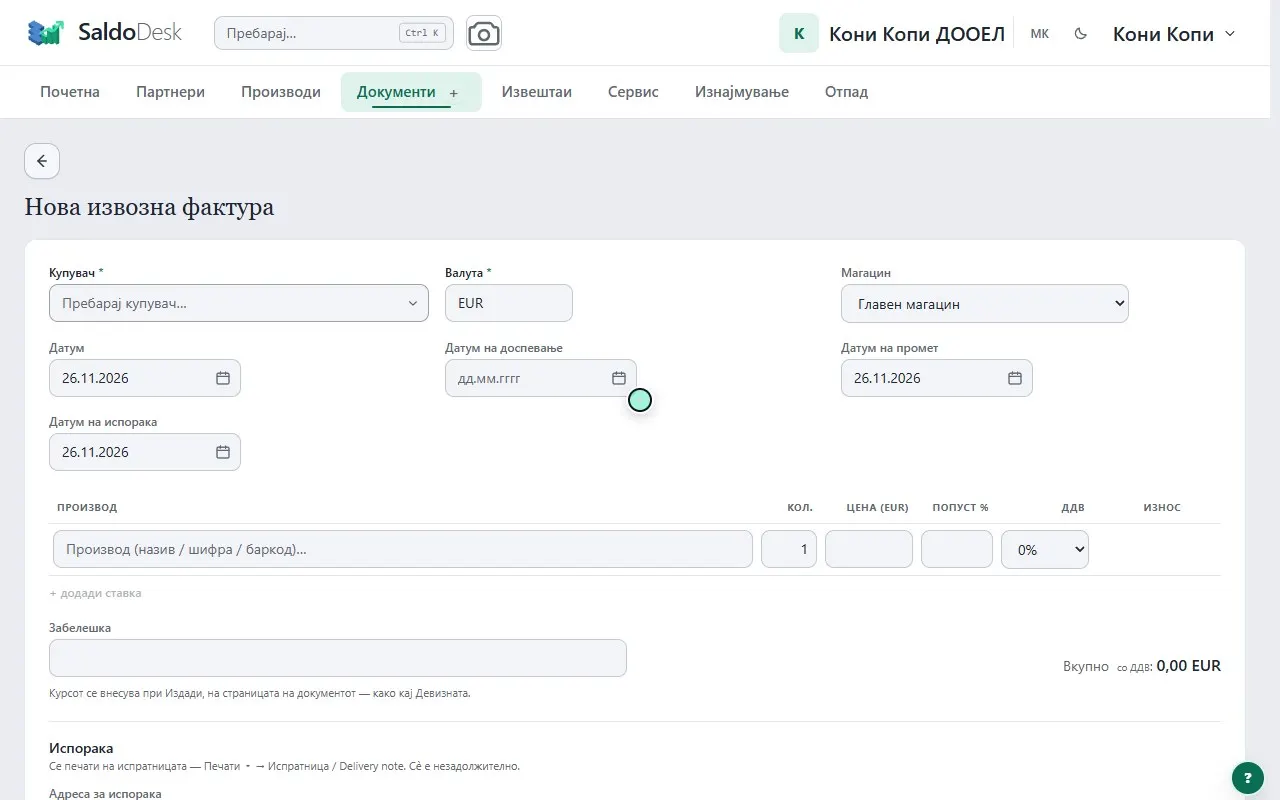 SaldoDesk
Пребарај...
Ctrl K
К
Кони Копи ДООЕЛ
МК
Кони Копи
Почетна
Партнери
Производи
Документи +
Извештаи
Сервис
Изнајмување
Отпад
Нова извозна фактура
Купувач *
Валута *
Магацин
Пребарај купувач...
EUR
Главен магацин
Датум
Датум на доспевање
Датум на промет
26.11.2026
дд.мм.гггг
26.11.2026
Датум на испорака
26.11.2026
ПРОИЗВОД
КОЛ.
ЦЕНА (EUR)
ПОПУСТ %
ДДВ
ИЗНОС
Производ (назив / шифра / баркод)...
1
0%
+ додади ставка
Забелешка
Вкупно со ДДВ: 0,00 EUR
Курсот се внесува при Издади, на страницата на документот — како кај Девизната.
Испорака
Се печати на испратницата — Печати ▾ → Испратница / Delivery note. Сѐ е незадолжително.
Адреса за испорака
?